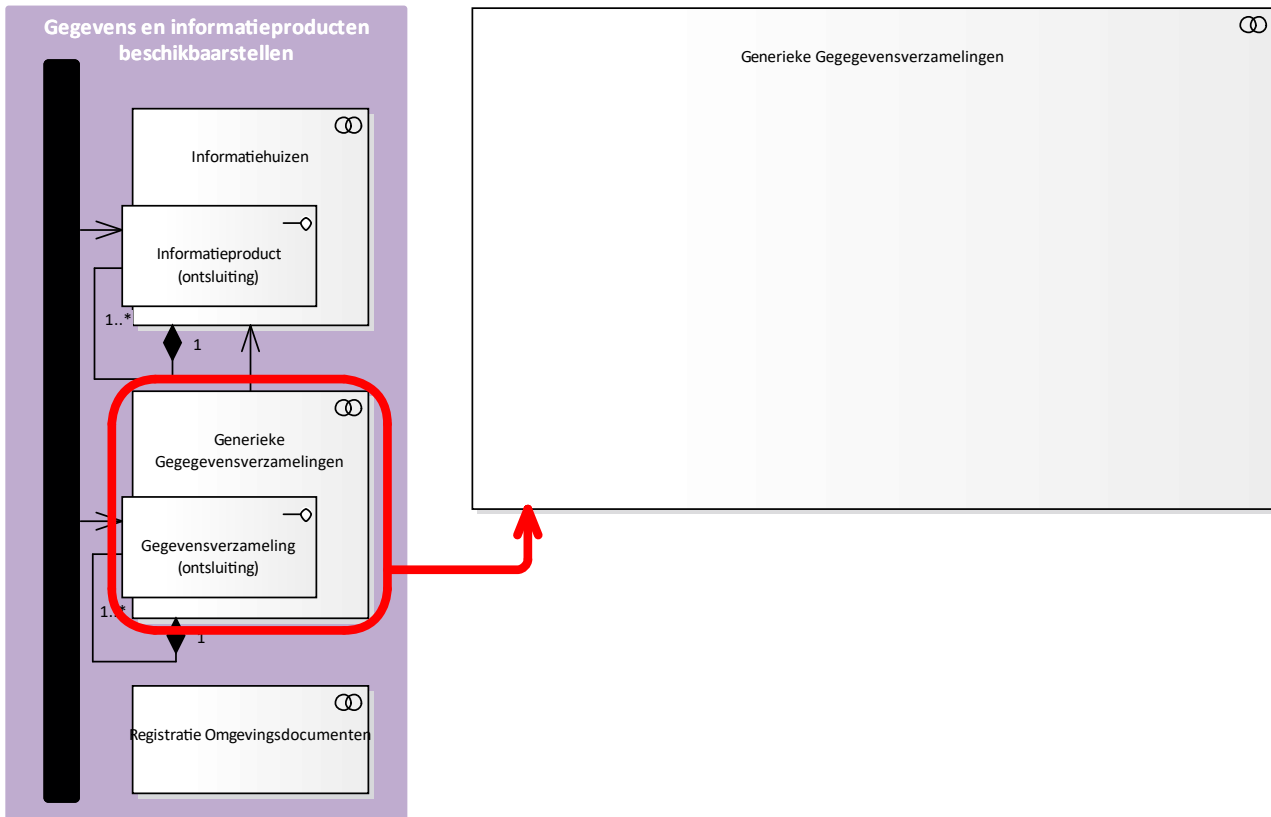 Gegevens en informatieproducten
beschikbaarstellen
Informatiehuizen
Informatieproduct
(ontsluiting)
1..*
1
Generieke
Gegegevensverzamelingen
Gegevensverzameling
(ontsluiting)
1..*
1
Registratie Omgevingsdocumenten
Generieke Gegegevensverzamelingen